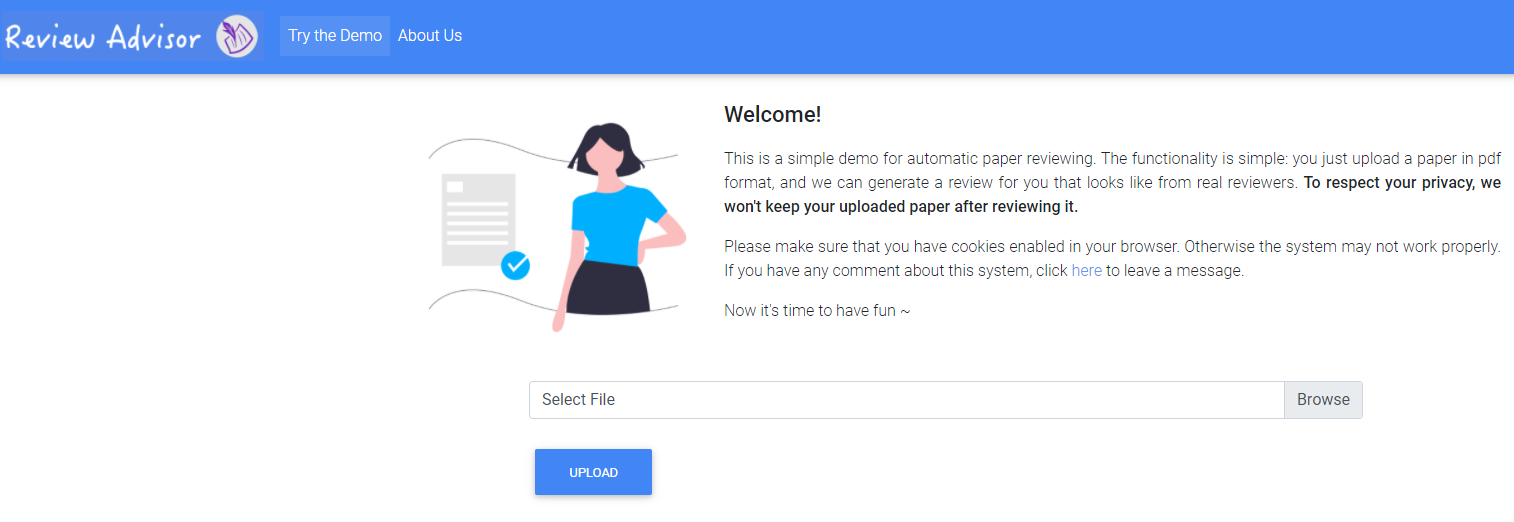 Review Advisor
Try the Demo
About Us
Welcome!
This is a simple demo for automatic paper reviewing. The functionality is simple: you just upload a paper in pdf
format, and we can generate a review for you that looks like from real reviewers. To respect your privacy, we
won't keep your uploaded paper after reviewing it.
Please make sure that you have cookies enabled in your browser. Otherwise the system may not work properly.
If you have any comment about this system, click here to leave a message.
Now it's time to have fun ~
Select File
Browse
UPLOAD